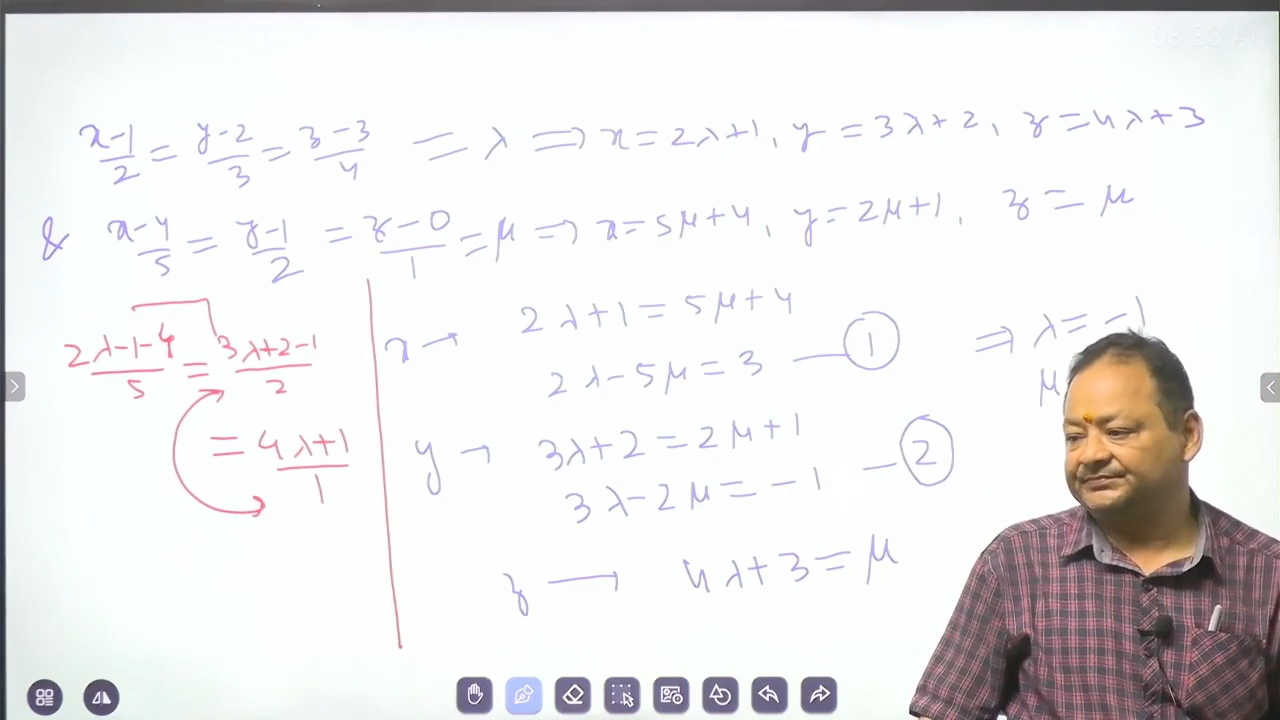 x-1/2 = y-2/3 = z-3/4 = λ ⇒ x = 2λ+1, y = 3λ+2, z = 4λ+3
& x-4/5 = y-1/2 = z-0/1 = μ ⇒ x = 5μ+4, y = 2μ+1, z = μ
2λ-1-4/5 = 3λ+2-1/2
= 4λ+1/1
x → 2λ+1 = 5μ+4
2λ-5μ = 3 — ①
y → 3λ+2 = 2μ+1
3λ-2μ = -1 — ②
z → 4λ+3 = μ
⇒ λ = -1
μ